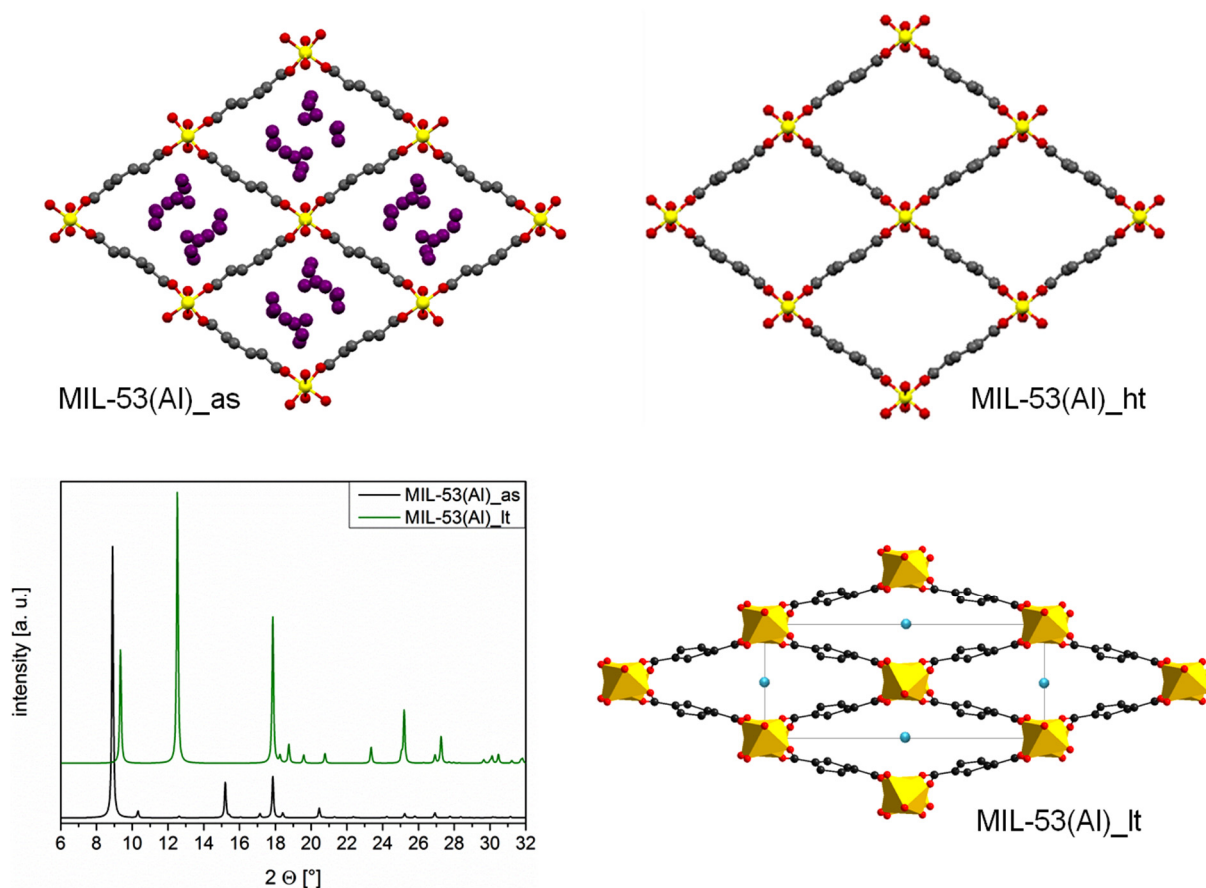 MIL-53(Al)_as
MIL-53(Al)_ht
MIL-53(Al)_as
MIL-53(Al)_lt
intensity [a. u.]
6 8 10 12 14 16 18 20 22 24 26 28 30 32
2 Θ [°]
MIL-53(Al)_lt